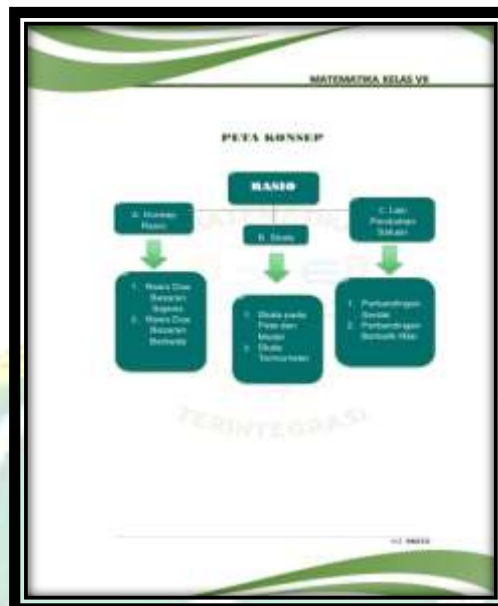 MATEMATIKA KELAS VII
PETA KONSEP
RASIO
A. Konsep
Rasio
B. Skala
C. Laju
Perubahan
Satuan
1. Rasio Dua
Besaran
Sejenis
2. Rasio Dua
Besaran
Berbeda
1. Skala pada
Peta dan
Model
2. Skala
Termometer
1. Perbandingan
Senilai
2. Perbandingan
Berbalik Nilai
TERINTEGRASI
RASIO